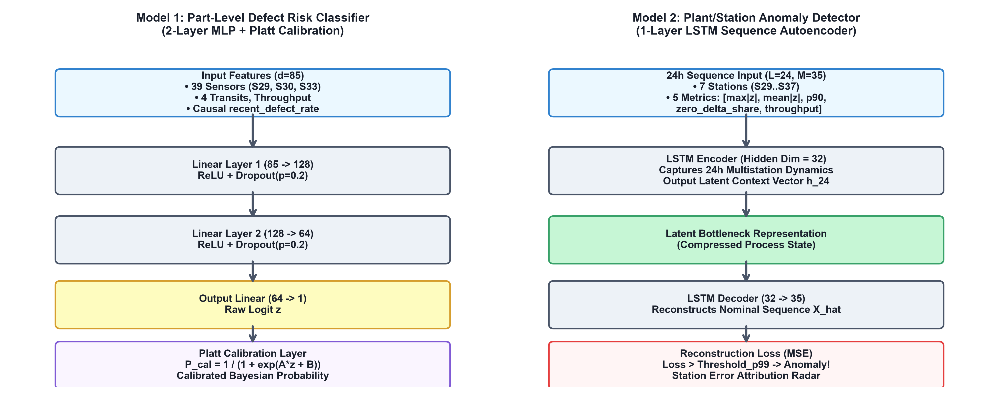 Model 1: Part-Level Defect Risk Classifier
(2-Layer MLP + Platt Calibration)
Input Features (d=85)
• 39 Sensors (S29, S30, S33)
• 4 Transits, Throughput
• Causal recent_defect_rate
Linear Layer 1 (85 -> 128)
ReLU + Dropout(p=0.2)
Linear Layer 2 (128 -> 64)
ReLU + Dropout(p=0.2)
Output Linear (64 -> 1)
Raw Logit z
Platt Calibration Layer
P_cal = 1 / (1 + exp(A*z + B))
Calibrated Bayesian Probability
Model 2: Plant/Station Anomaly Detector
(1-Layer LSTM Sequence Autoencoder)
24h Sequence Input (L=24, M=35)
• 7 Stations (S29..S37)
• 5 Metrics: [max|z|, mean|z|, p90,
zero_delta_share, throughput]
LSTM Encoder (Hidden Dim = 32)
Captures 24h Multistation Dynamics
Output Latent Context Vector h_24
Latent Bottleneck Representation
(Compressed Process State)
LSTM Decoder (32 -> 35)
Reconstructs Nominal Sequence X_hat
Reconstruction Loss (MSE)
Loss > Threshold_p99 -> Anomaly!
Station Error Attribution Radar